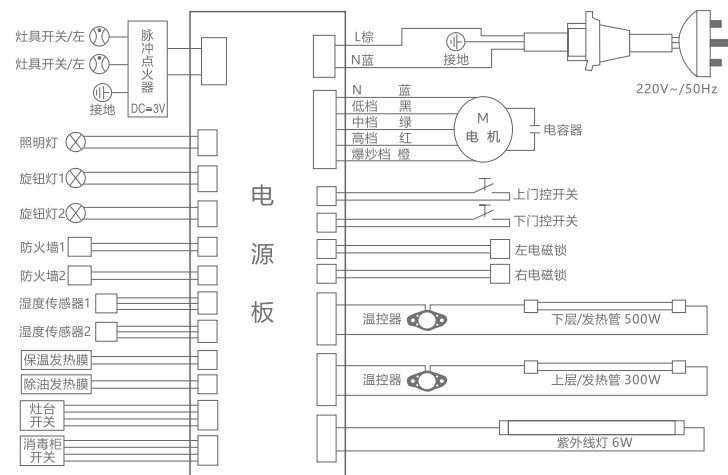 灶具开关/左
灶具开关/左
接地
脉冲点火器
DC≃3V
照明灯
旋钮灯1
旋钮灯2
防火墙1
防火墙2
湿度传感器1
湿度传感器2
保温发热膜
除油发热膜
灶台
开关
消毒柜
开关
电源板
L棕
N蓝
接地
220V~/50Hz
N 蓝
低档 黑
中档 绿
高档 红
爆炒档 橙
M
电 机
电容器
上门控开关
下门控开关
左电磁锁
右电磁锁
温控器
下层/发热管 500W
温控器
上层/发热管 300W
紫外线灯 6W